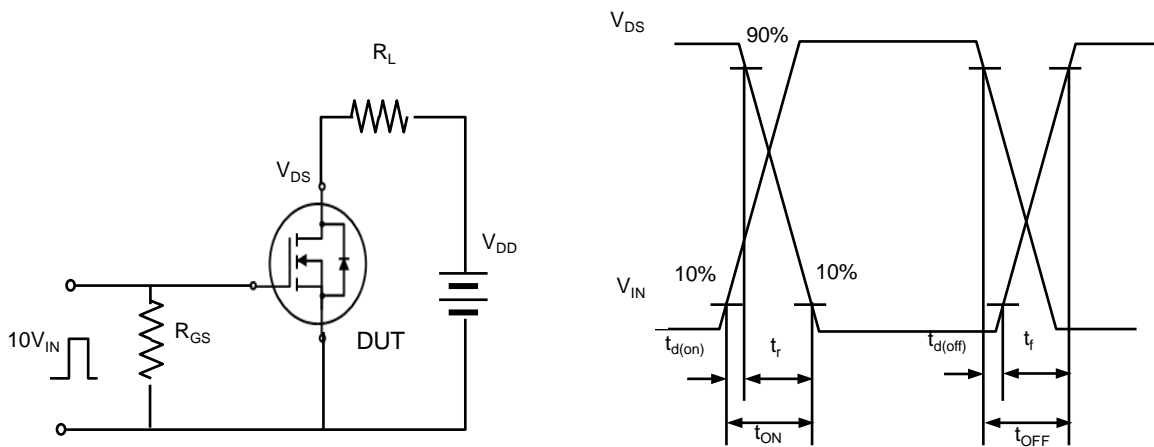 R_L
V_DS
V_DD
R_GS
10V_IN
DUT
V_DS
90%
10%
10%
V_IN
t_d(on)
t_r
t_d(off)
t_f
t_ON
t_OFF